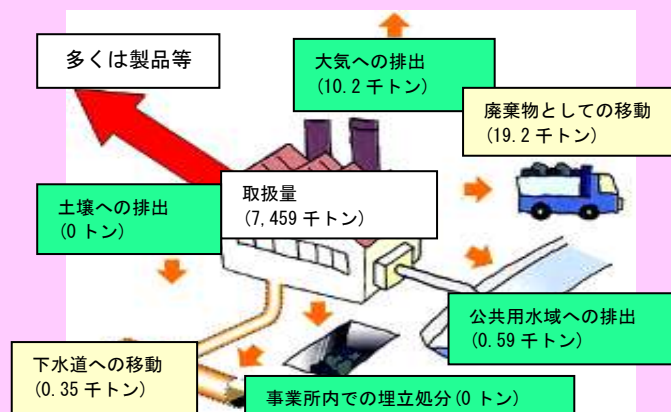 多くは製品等
大気への排出
(10.2 千トン)
廃棄物としての移動
(19.2 千トン)
土壌への排出
(0 トン)
取扱量
(7,459 千トン)
公共用水域への排出
(0.59 千トン)
下水道への移動
(0.35 千トン)
事業所内での埋立処分(0 トン)